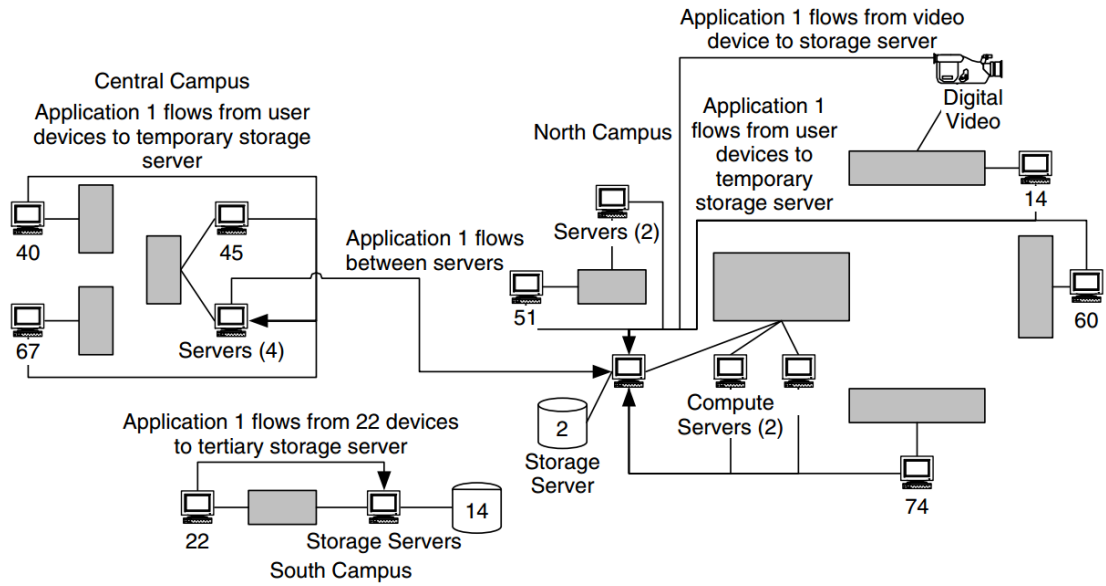 Application 1 flows from video
device to storage server
Central Campus
Application 1 flows from user
devices to temporary storage
server
North Campus
Application 1
flows from user
devices to
temporary
storage server
Digital
Video
14
40
45
Servers (2)
Application 1 flows
between servers
51
60
67
Servers (4)
Compute
Servers (2)
2
Storage
Server
74
Application 1 flows from 22 devices
to tertiary storage server
14
22
Storage Servers
South Campus